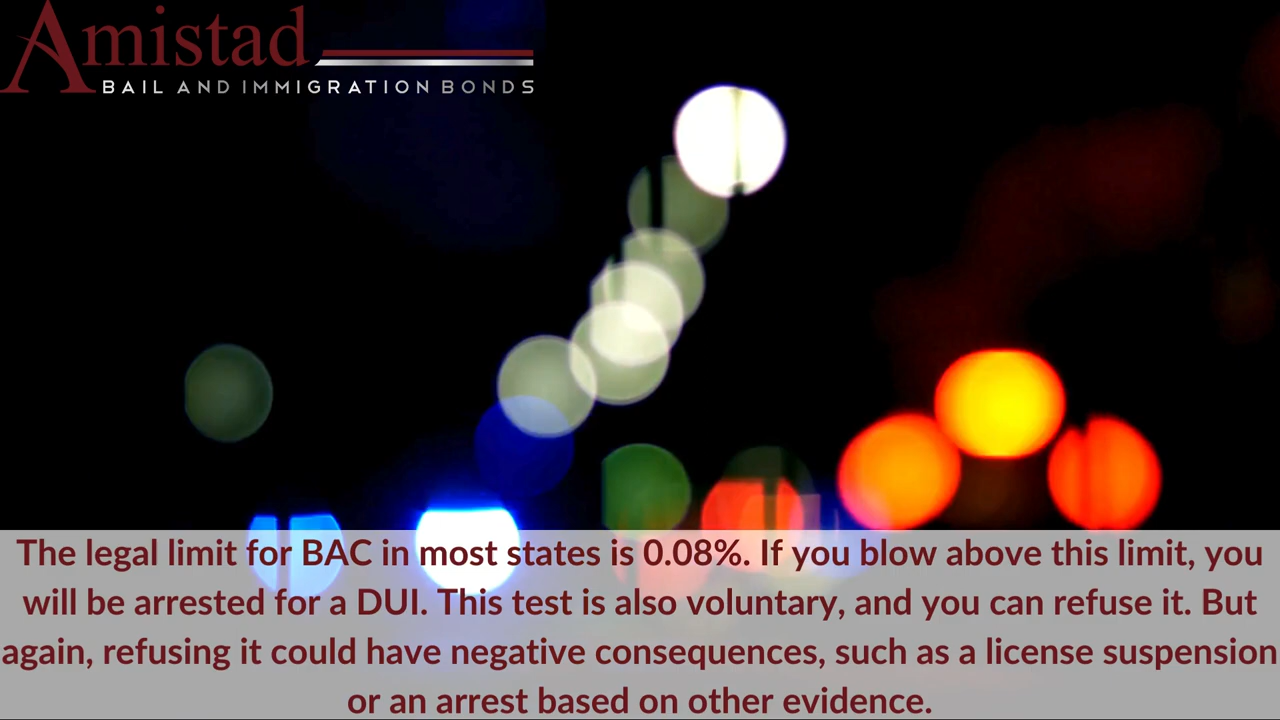 Amistad
BAIL AND IMMIGRATION BONDS
The legal limit for BAC in most states is 0.08%. If you blow above this limit, you
will be arrested for a DUI. This test is also voluntary, and you can refuse it. But
again, refusing it could have negative consequences, such as a license suspension
or an arrest based on other evidence.